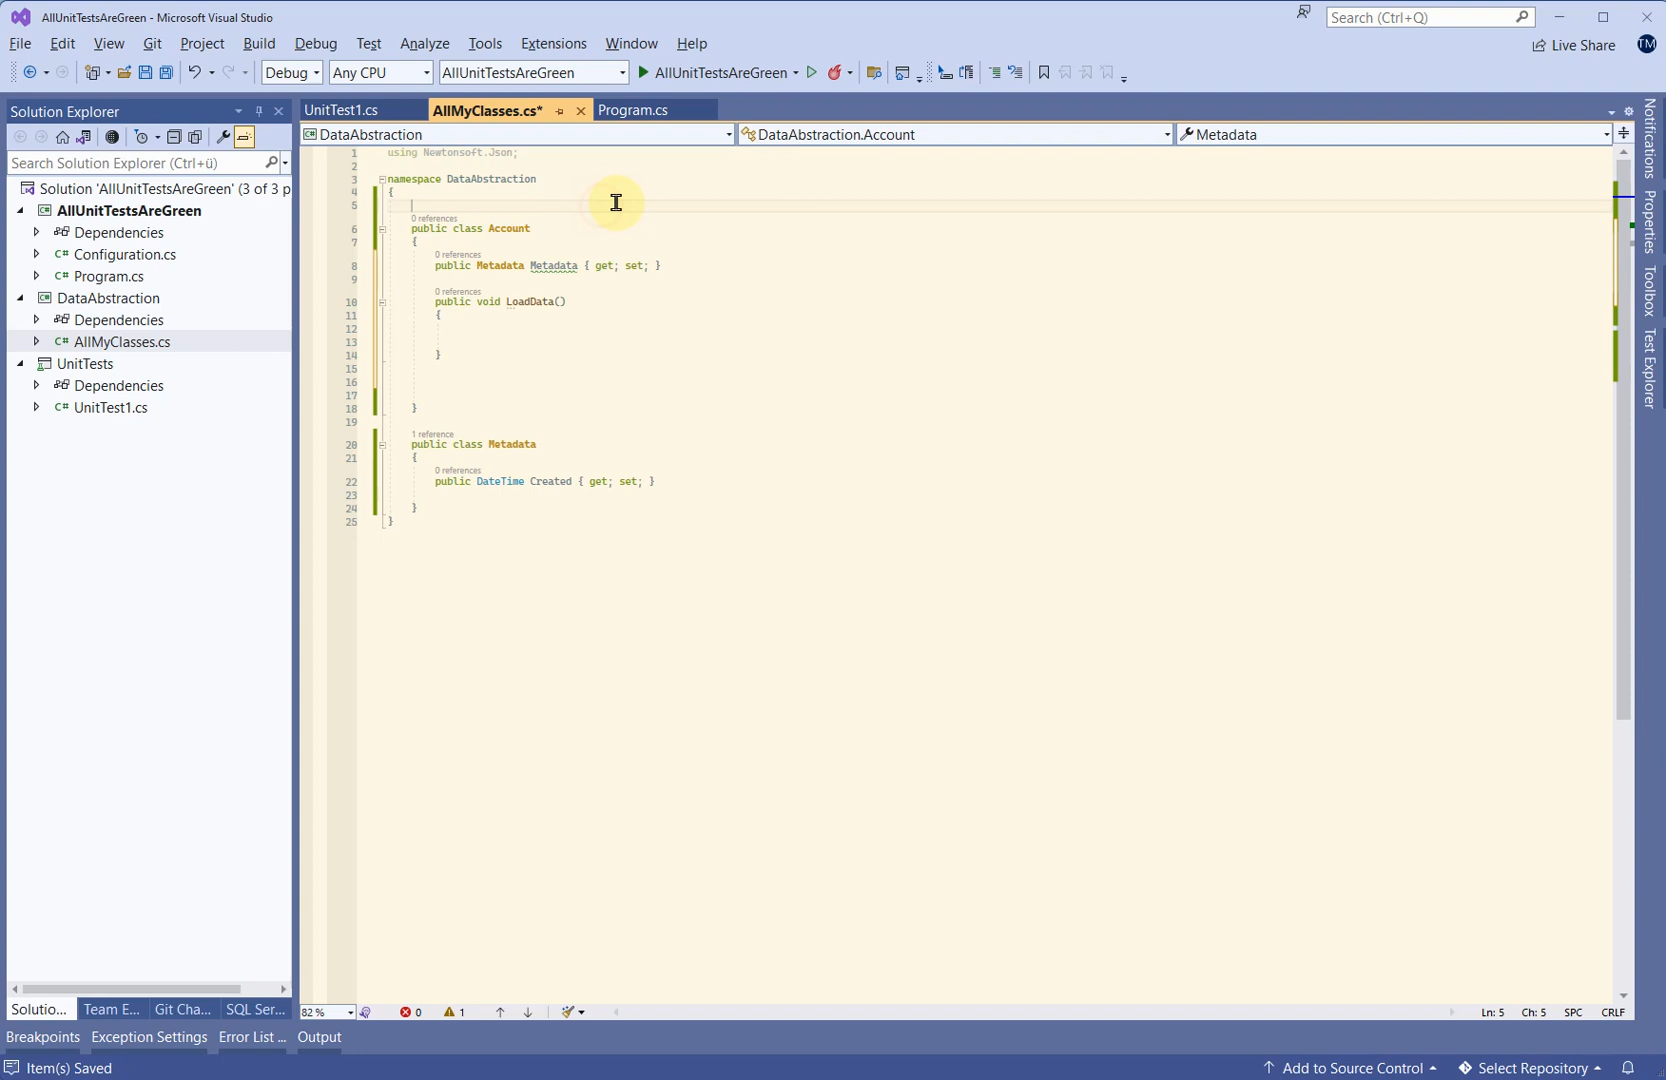 AllUnitTestsAreGreen - Microsoft Visual Studio
Search (Ctrl+Q)
File Edit View Git Project Build Debug Test Analyze Tools Extensions Window Help
Live Share TM
Debug Any CPU AllUnitTestsAreGreen AllUnitTestsAreGreen
Solution Explorer
UnitTest1.cs AllMyClasses.cs* Program.cs
DataAbstraction DataAbstraction.Account Metadata
Search Solution Explorer (Ctrl+ü)
Solution 'AllUnitTestsAreGreen' (3 of 3 p
AllUnitTestsAreGreen
C# Dependencies
C# Configuration.cs
C# Program.cs
DataAbstraction
Dependencies
C# AllMyClasses.cs
UnitTests
Dependencies
C# UnitTest1.cs
1 using Newtonsoft.Json;
2
3 namespace DataAbstraction
4 {
5
0 references
6 public class Account
7 {
0 references
8 public Metadata Metadata { get; set; }
9
0 references
10 public void LoadData()
11 {
12
13
14 }
15
16
17
18 }
19
1 reference
20 public class Metadata
21 {
0 references
22 public DateTime Created { get; set; }
23
24 }
25 }
Notifications
Properties
Toolbox
Test Explorer
Solutio... Team E... Git Cha... SQL Ser...
82 % 0 1 Ln: 5 Ch: 5 SPC CRLF
Breakpoints Exception Settings Error List ... Output
Item(s) Saved Add to Source Control Select Repository